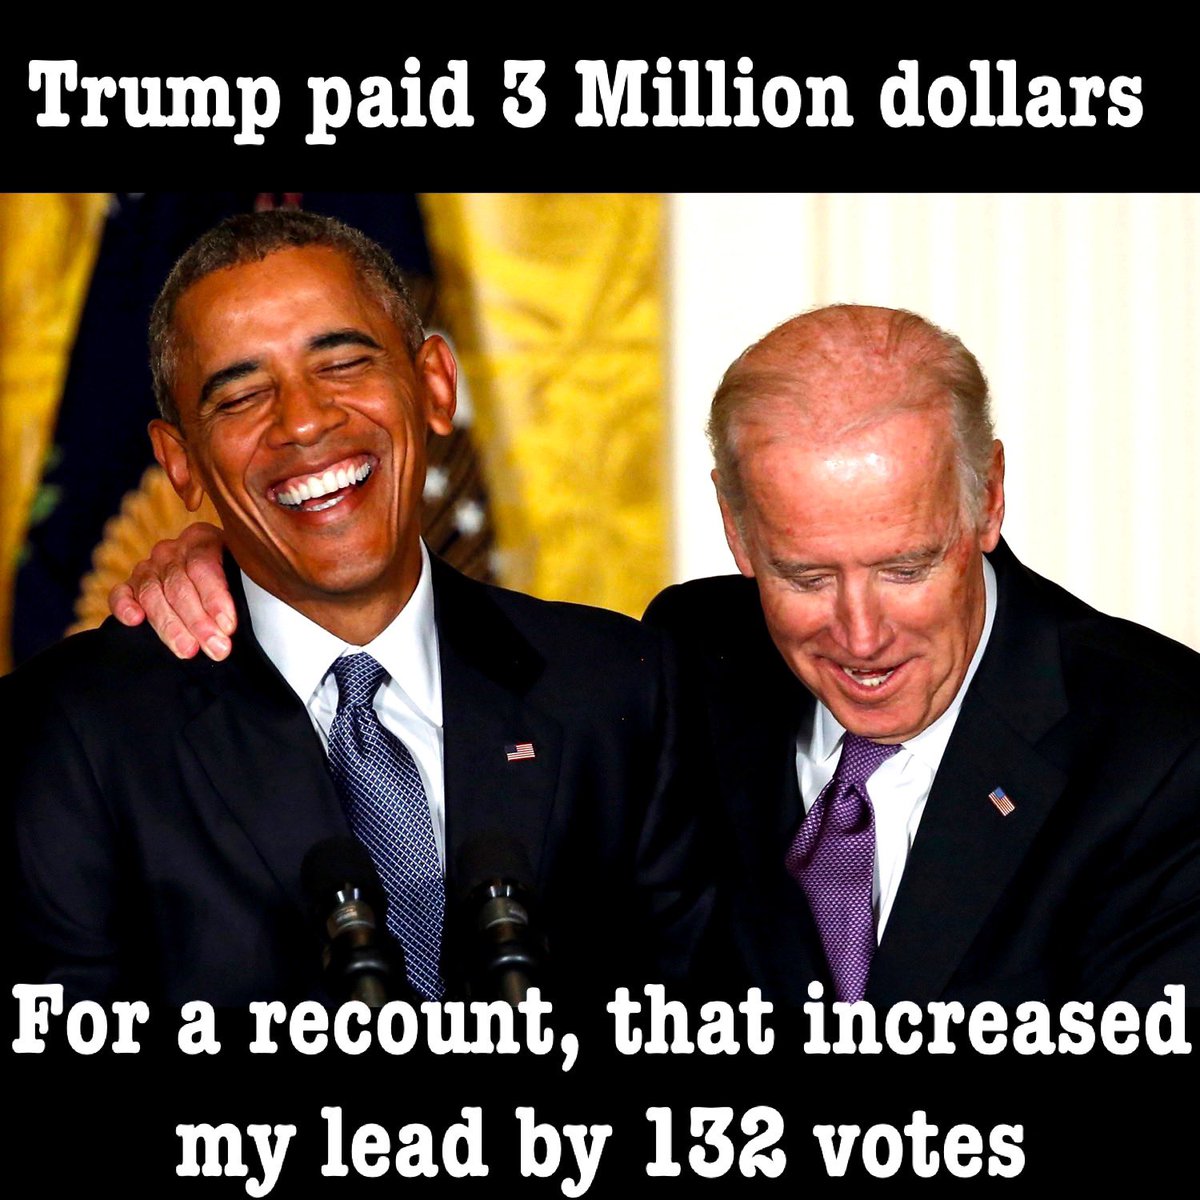 Trump paid 3 Million dollars
For a recount, that increased
my lead by 132 votes